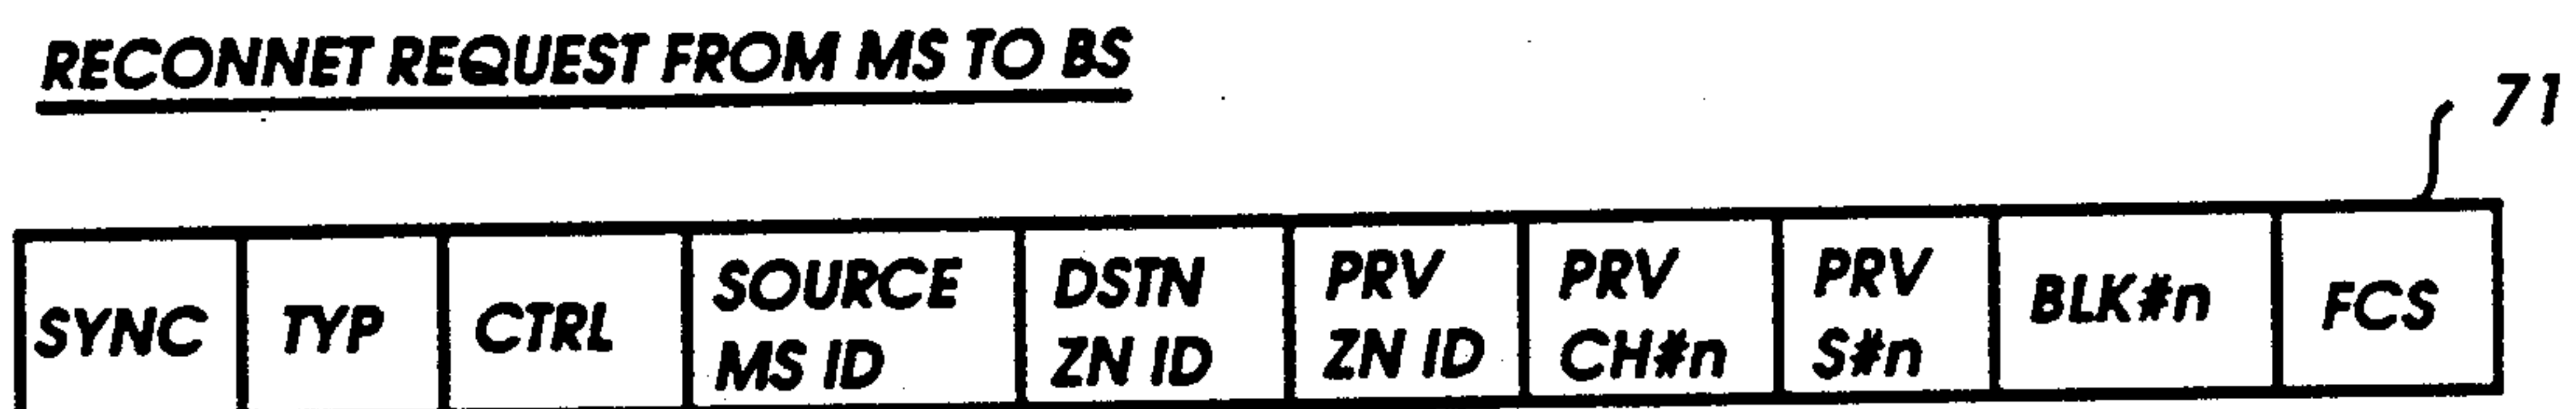 RECONNET REQUEST FROM MS TO BS
71
SYNC
TYP
CTRL
SOURCE
MS ID
DSTN
ZN ID
PRV
ZN ID
PRV
CH#n
PRV
S#n
BLK#n
FCS